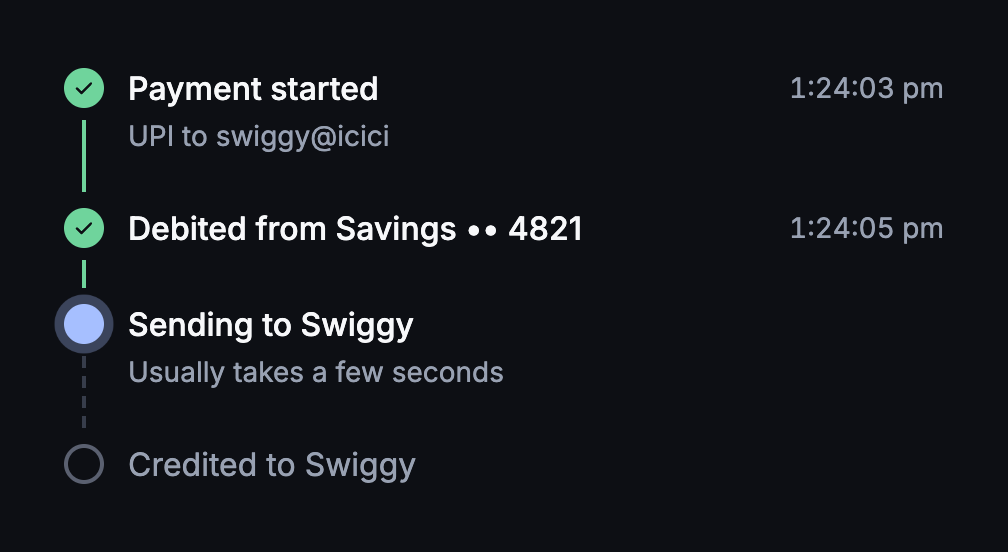 Payment started
1:24:03 pm
UPI to swiggy@icici
Debited from Savings •• 4821
1:24:05 pm
Sending to Swiggy
Usually takes a few seconds
Credited to Swiggy